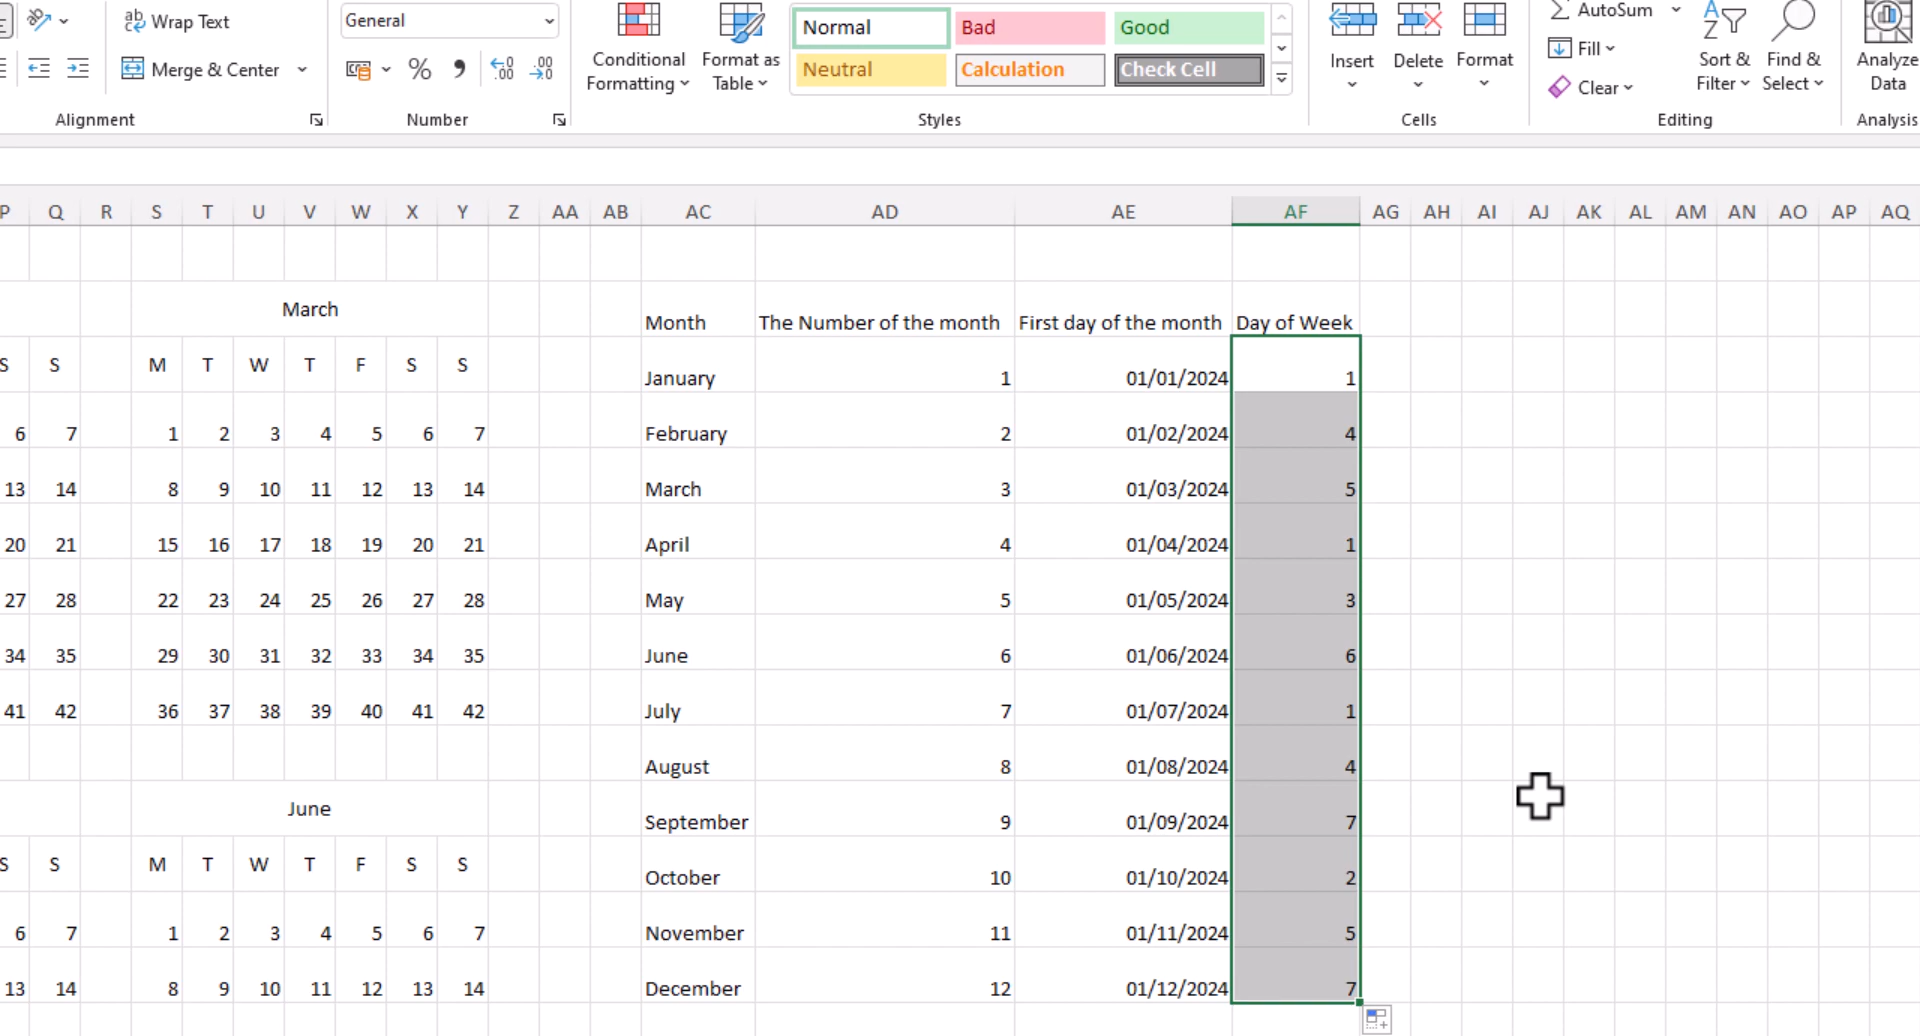 ab Wrap Text
General
Merge & Center
%
Conditional Formatting
Format as Table
Normal
Bad
Good
Neutral
Calculation
Check Cell
Insert
Delete
Format
AutoSum
Fill
Clear
Sort & Filter
Find & Select
Analyze Data
Alignment
Number
Styles
Cells
Editing
Analysis
P Q R S T U V W X Y Z AA AB AC AD AE AF AG AH AI AJ AK AL AM AN AO AP AQ
March
Month The Number of the month First day of the month Day of Week
S S M T W T F S S
January 1 01/01/2024 1
6 7 1 2 3 4 5 6 7 February 2 01/02/2024 4
13 14 8 9 10 11 12 13 14 March 3 01/03/2024 5
20 21 15 16 17 18 19 20 21 April 4 01/04/2024 1
27 28 22 23 24 25 26 27 28 May 5 01/05/2024 3
34 35 29 30 31 32 33 34 35 June 6 01/06/2024 6
41 42 36 37 38 39 40 41 42 July 7 01/07/2024 1
August 8 01/08/2024 4
June
September 9 01/09/2024 7
S S M T W T F S S
October 10 01/10/2024 2
6 7 1 2 3 4 5 6 7 November 11 01/11/2024 5
13 14 8 9 10 11 12 13 14 December 12 01/12/2024 7